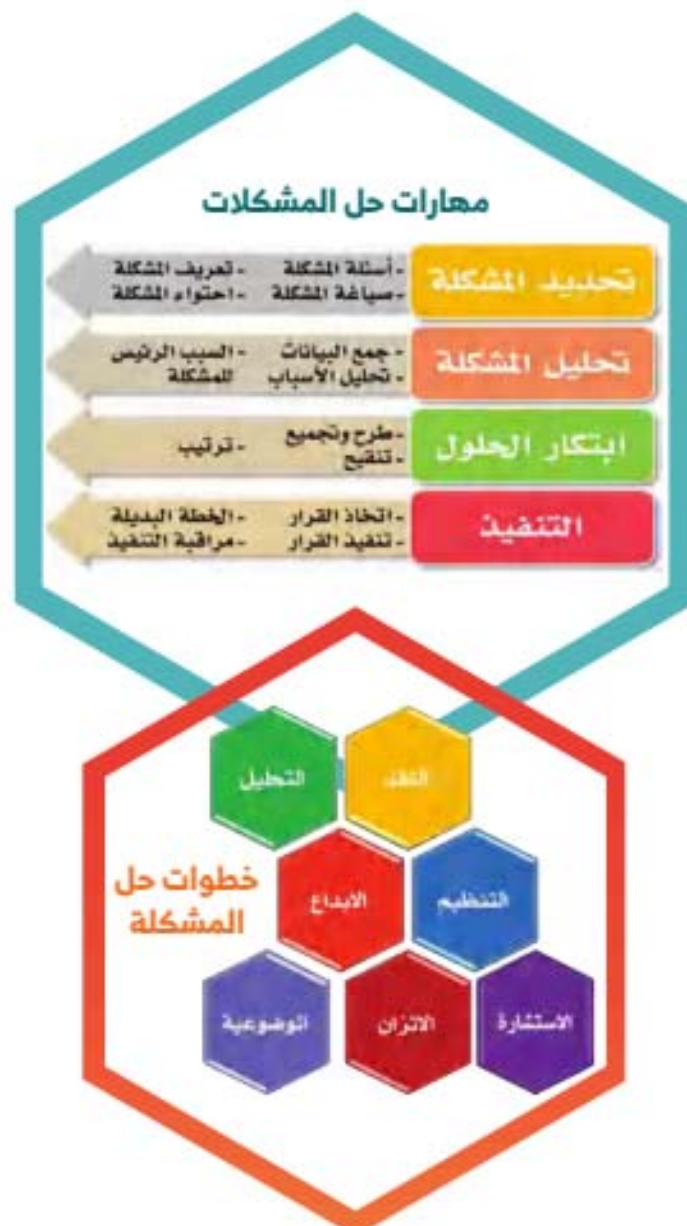 مهارات حل المشكلات
تحديد المشكلة
-أسئلة المشكلة -تعريف المشكلة
-صياغة المشكلة -احتواء المشكلة
تحليل المشكلة
-جمع البيانات -السبب الرئيس
-تحليل الأسباب للمشكلة
ابتكار الحلول
-طرح وتجميع -ترتيب
-تنقيح
التنفيذ
-اتخاذ القرار -الخطة البديلة
-تنفيذ القرار -مراقبة التنفيذ
النقد
التحليل
خطوات حل
المشكلة
التنظيم
الابداع
الاستشارة
الاتزان
الوضوعية